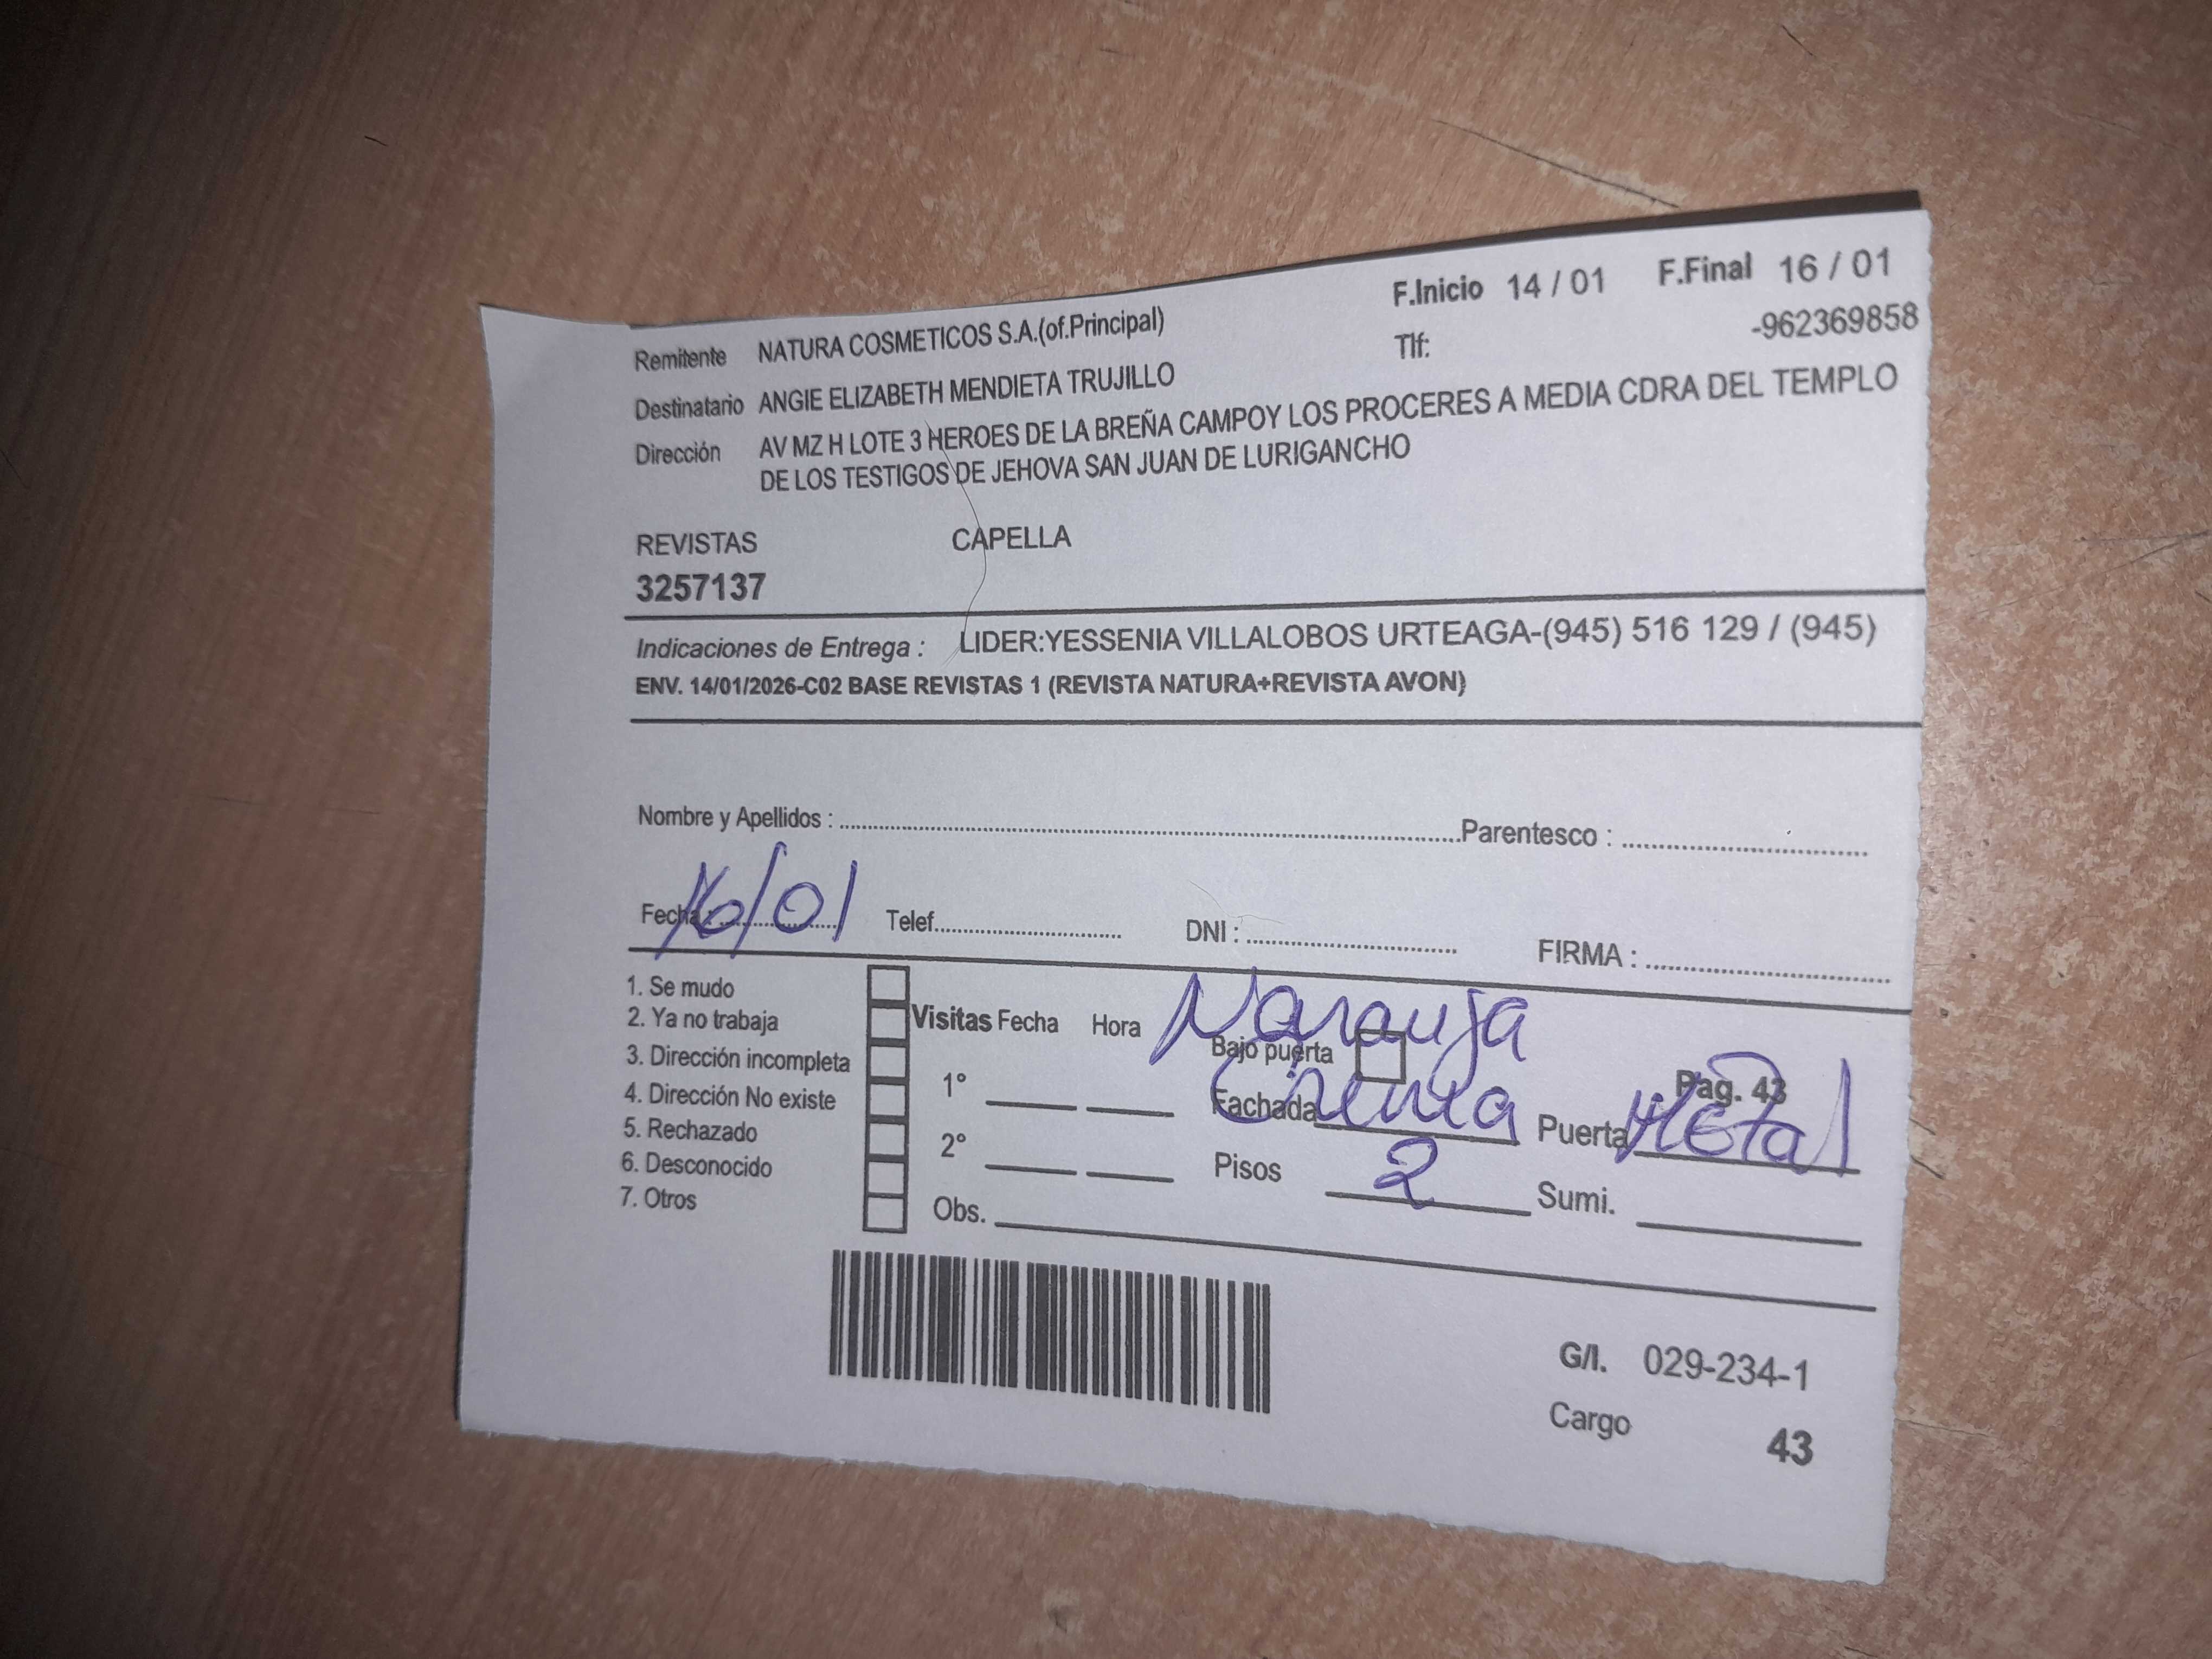 F.Inicio 14 / 01 F.Final 16 / 01
Remitente NATURA COSMETICOS S.A.(of.Principal) Tlf: -962369858
Destinatario ANGIE ELIZABETH MENDIETA TRUJILLO
Dirección AV MZ H LOTE 3 HEROES DE LA BREÑA CAMPOY LOS PROCERES A MEDIA CDRA DEL TEMPLO
DE LOS TESTIGOS DE JEHOVA SAN JUAN DE LURIGANCHO
REVISTAS CAPELLA
3257137
Indicaciones de Entrega : LIDER:YESSENIA VILLALOBOS URTEAGA-(945) 516 129 / (945)
ENV. 14/01/2026-C02 BASE REVISTAS 1 (REVISTA NATURA+REVISTA AVON)
Nombre y Apellidos : Parentesco :
Fecha 16/01 Telef. DNI : FIRMA :
1. Se mudo
2. Ya no trabaja
3. Dirección incompleta
4. Dirección No existe
5. Rechazado
6. Desconocido
7. Otros
Visitas Fecha Hora Naranja
Bajo puerta
Pag. 43
1° Fachada Crema Puerta Metal
2° Pisos 2 Sumi.
Obs.
G/I. 029-234-1
Cargo 43